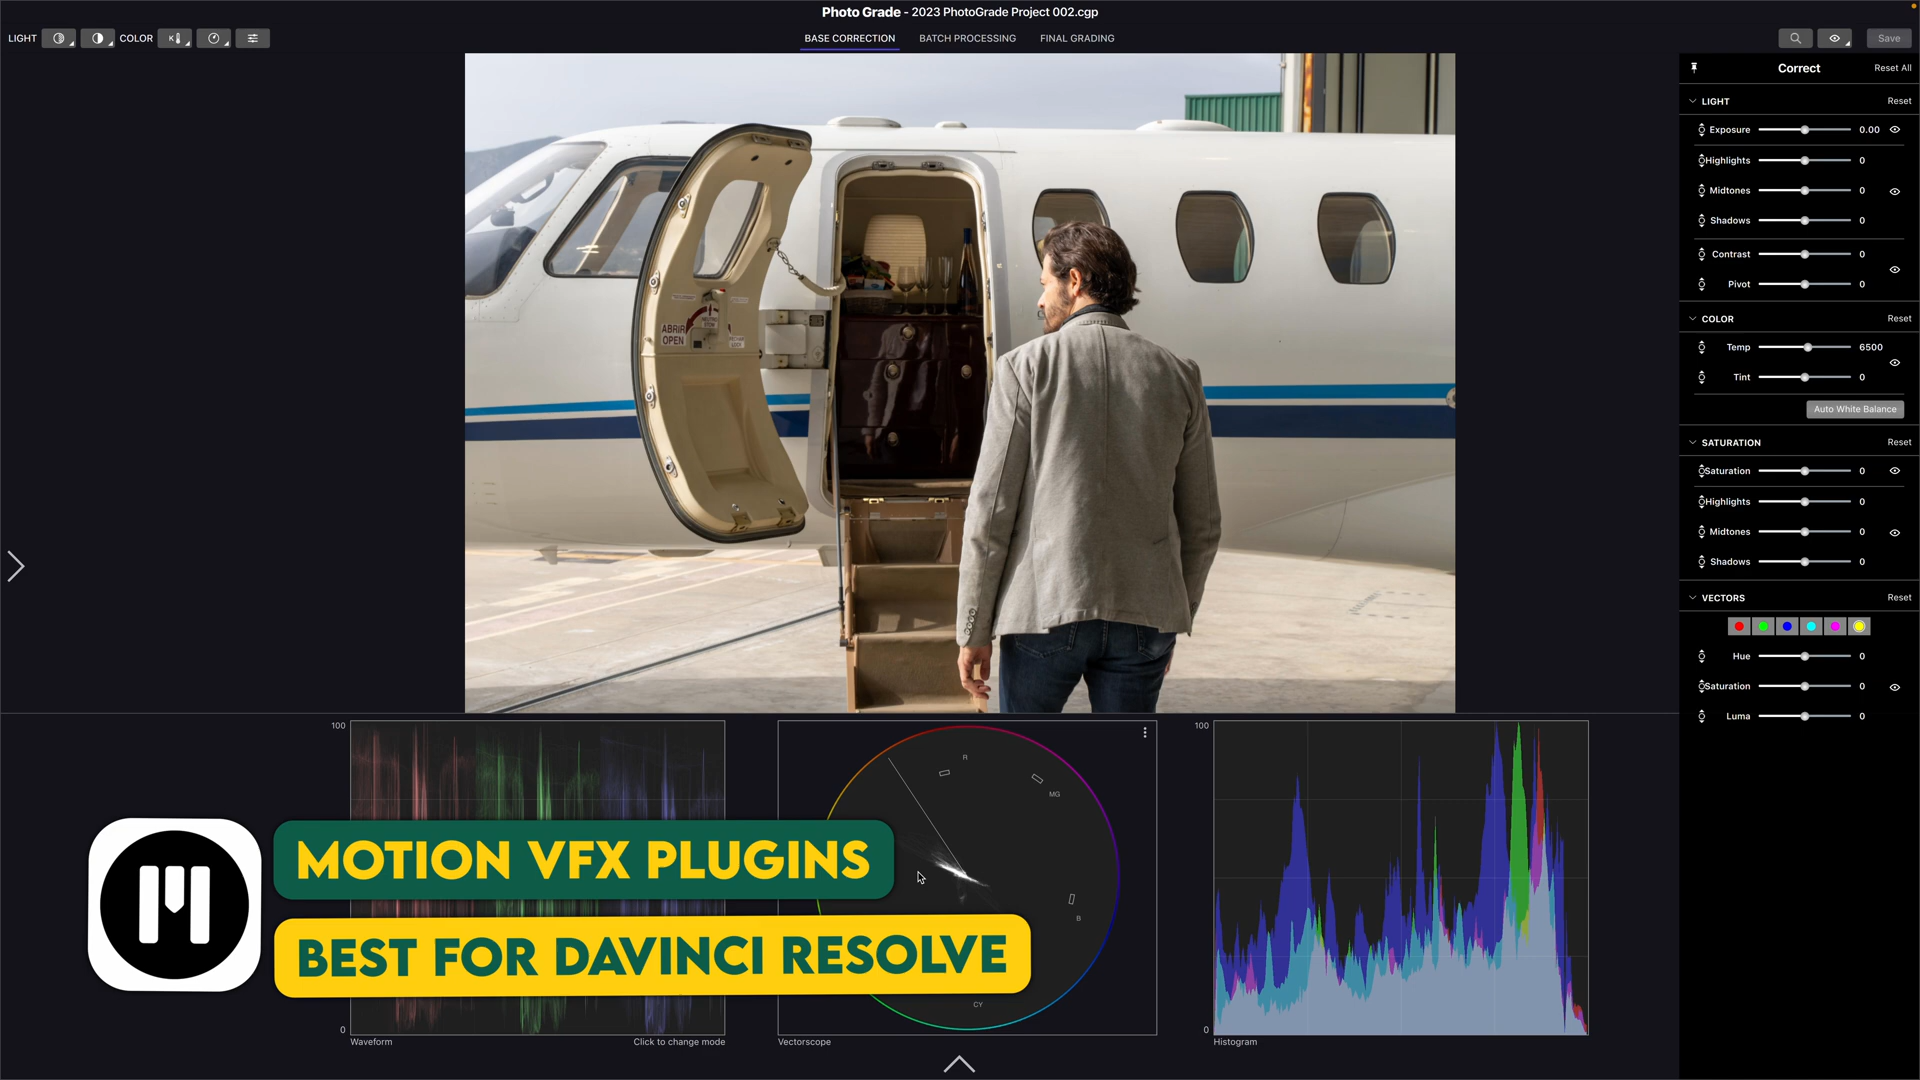 Photo Grade - 2023 PhotoGrade Project 002.cgp
LIGHT
COLOR
K
BASE CORRECTION
BATCH PROCESSING
FINAL GRADING
Save
Correct
Reset All
LIGHT Reset
Exposure 0.00
Highlights 0
Midtones 0
Shadows 0
Contrast 0
Pivot 0
COLOR Reset
Temp 6500
Tint 0
Auto White Balance
SATURATION Reset
Saturation 0
Highlights 0
Midtones 0
Shadows 0
VECTORS Reset
Hue 0
Saturation 0
Luma 0
ABRIR
OPEN
100
0
Waveform
Click to change mode
R
MG
B
CY
Vectorscope
100
0
Histogram
MOTION VFX PLUGINS
BEST FOR DAVINCI RESOLVE